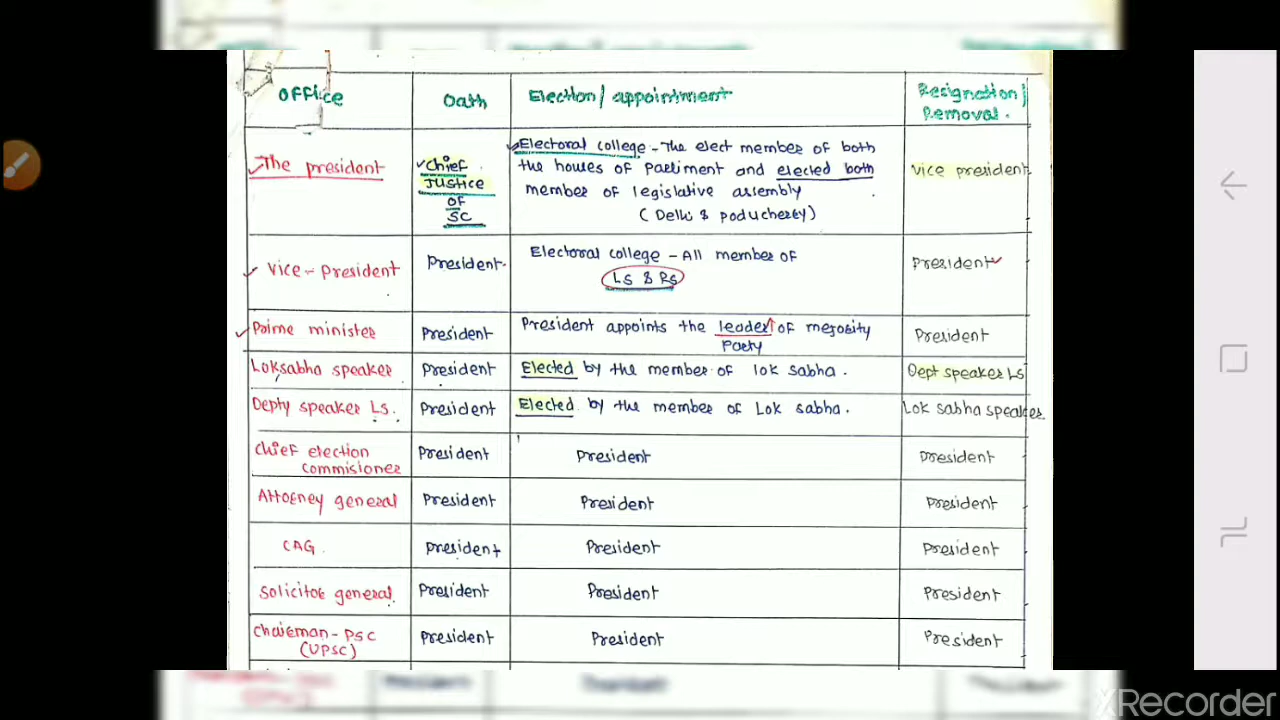 Office Oath Election/appointment Resignation/
Removal.
The president Chief Justice of SC Electoral college - The elect member of both
the houses of Parliment and elected both
member of legislative assembly
(Delhi & poducherey) vice president
Vice - President President. Electoral college - All member of
LS & RS President
Prime minister President President appoints the leader of mejority
Party President
Loksabha speaker President Elected by the member of lok sabha. Dept speaker LS
Depty speaker LS. President Elected by the member of Lok sabha. Lok sabha speaker
Chief election
commisioner President President President
Attorney general President President President
CAG. President President President
Solicitor general. President President President
Chairman - PSC
(UPSC) President President President
XRecorder